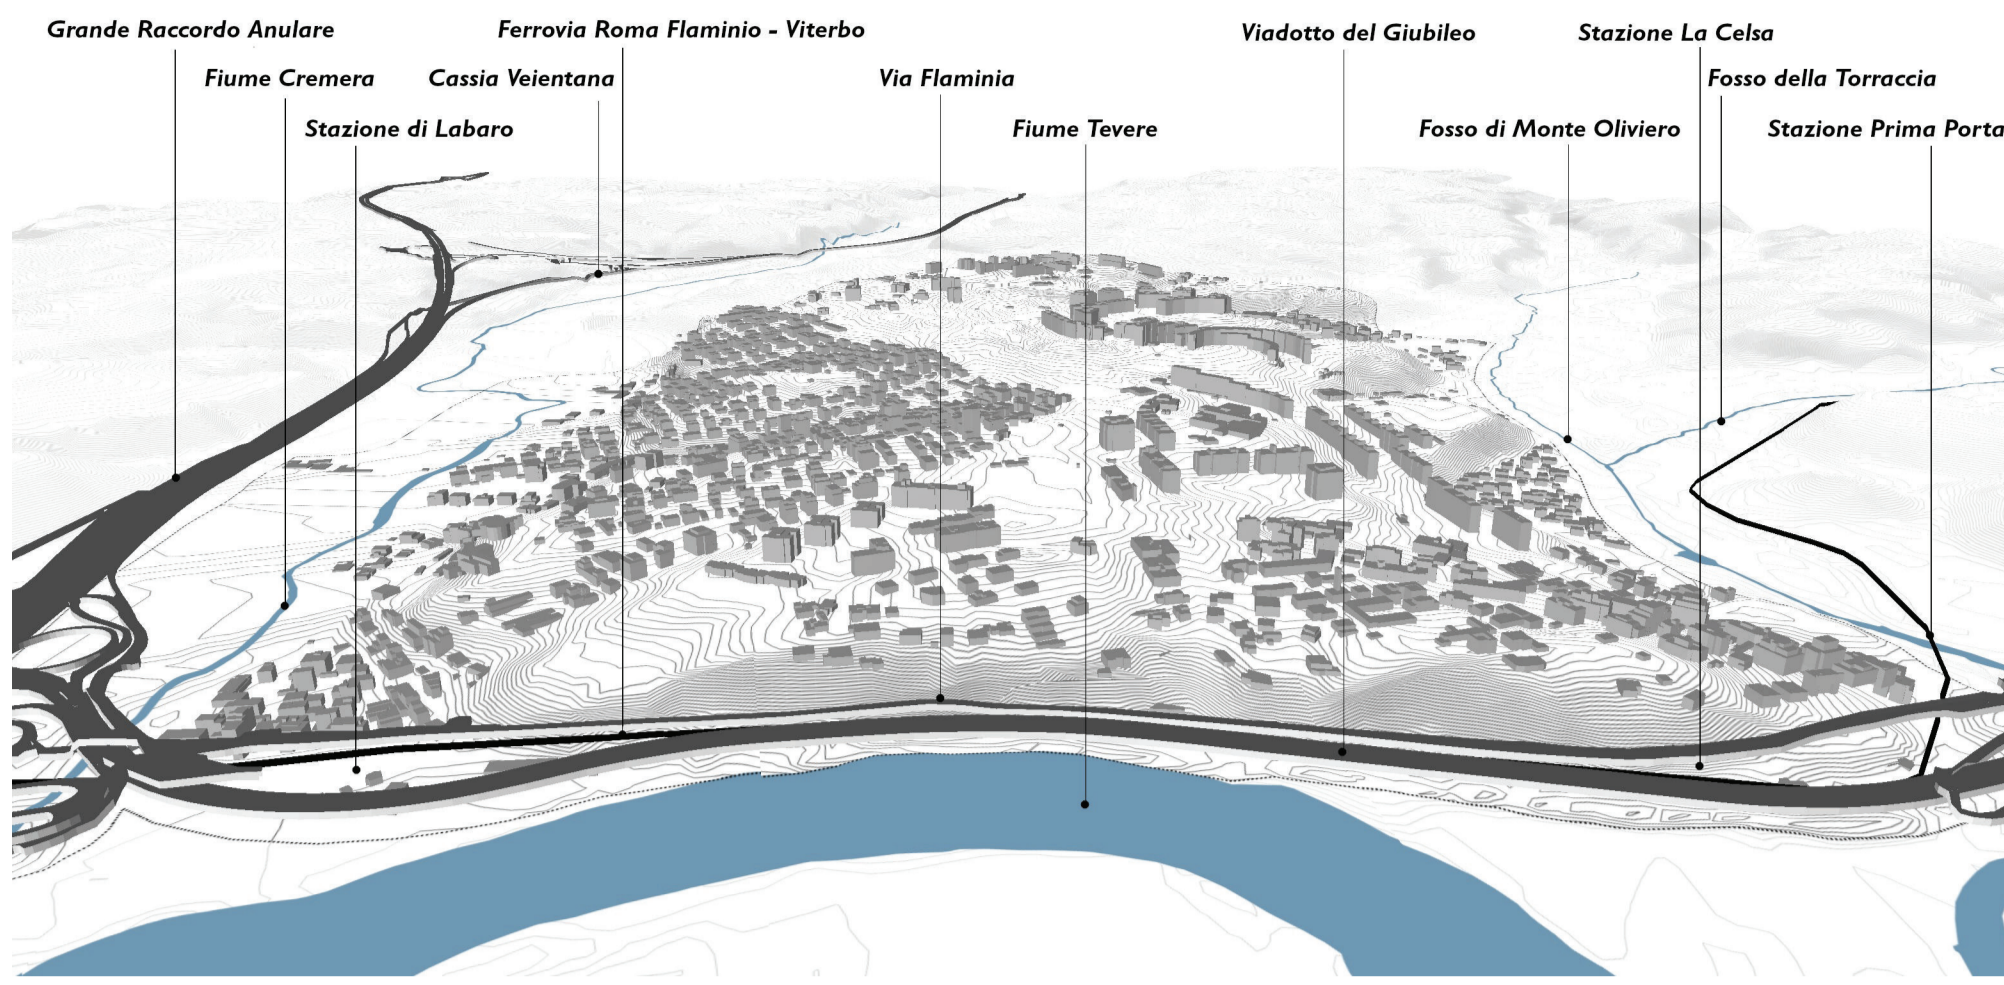 Grande Raccordo Anulare
Ferrovia Roma Flaminio - Viterbo
Viadotto del Giubileo
Stazione La Celsa
Fiume Cremera
Cassia Veientana
Via Flaminia
Fosso della Torraccia
Stazione di Labaro
Fiume Tevere
Fosso di Monte Oliviero
Stazione Prima Porta